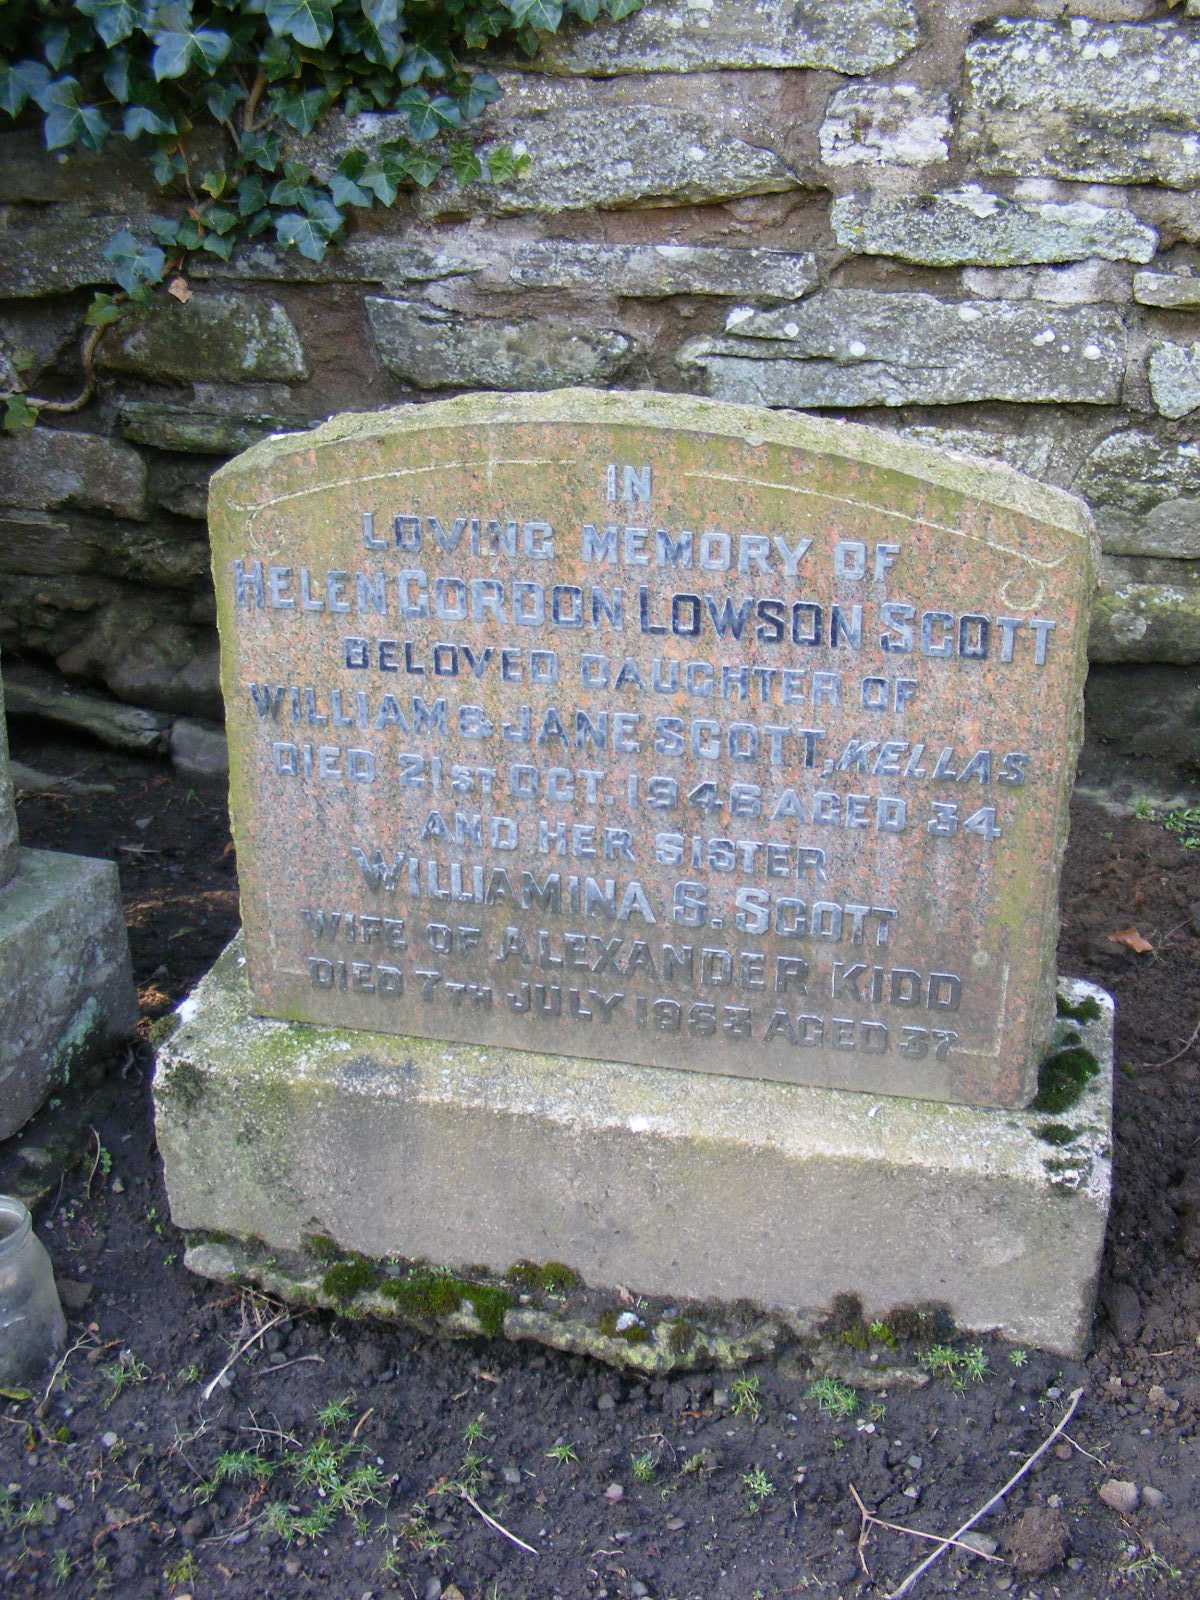 IN
LOVING MEMORY OF
HELEN GORDON LOWSON SCOTT
BELOVED DAUGHTER OF
WILLIAM & JANE SCOTT, KELLAS
DIED 21ST OCT. 1946 AGED 34
AND HER SISTER
WILLIAMINA S. SCOTT
WIFE OF ALEXANDER KIDD
DIED 7TH JULY 1953 AGED 37